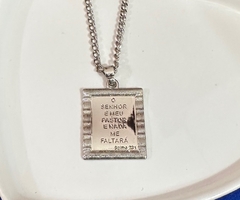 O
SENHOR
E MEU
PASTOR
E NADA
ME
FALTARÁ